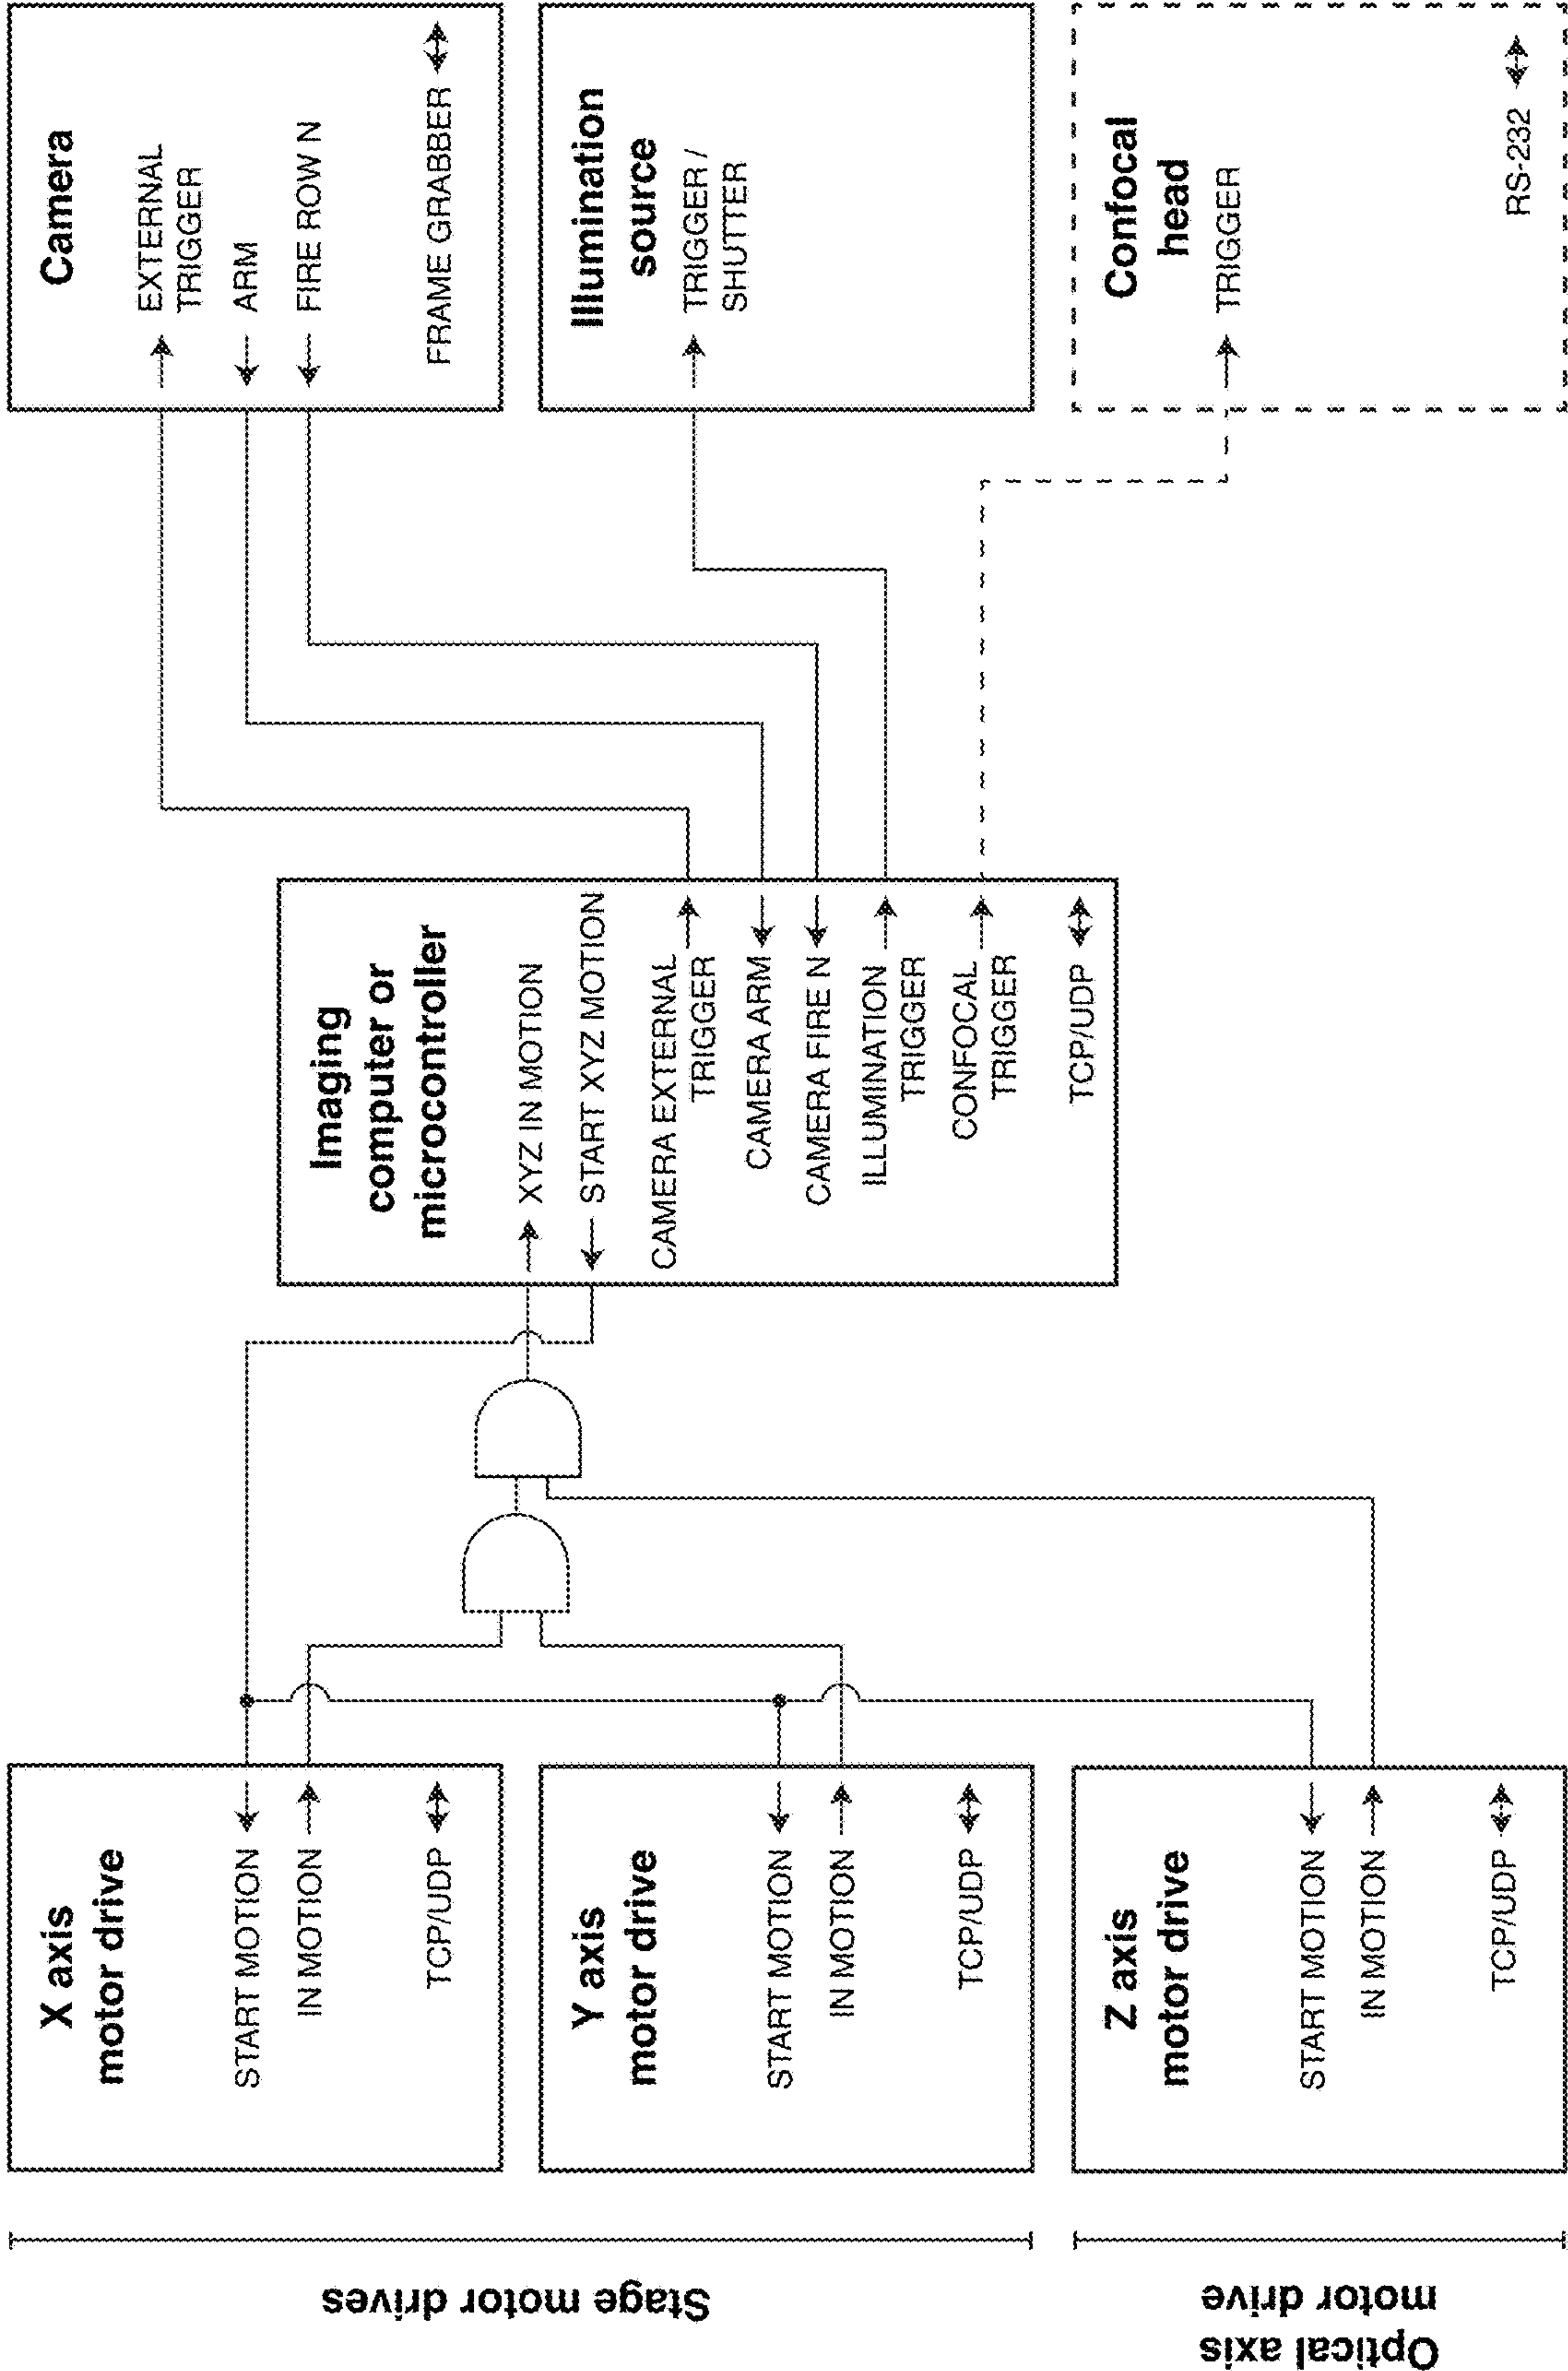 Stage motor drives
Optical axis
motor drive
X axis
motor drive
START MOTION
IN MOTION
TCP/UDP
Y axis
motor drive
START MOTION
IN MOTION
TCP/UDP
Z axis
motor drive
START MOTION
IN MOTION
TCP/UDP
Imaging
computer or
microcontroller
XYZ IN MOTION
START XYZ MOTION
CAMERA EXTERNAL
TRIGGER
CAMERA ARM
CAMERA FIRE N
ILLUMINATION
TRIGGER
CONFOCAL
TRIGGER
TCP/UDP
Camera
EXTERNAL
TRIGGER
ARM
FIRE ROW N
FRAME GRABBER
Illumination
source
TRIGGER /
SHUTTER
Confocal
head
TRIGGER
RS-232